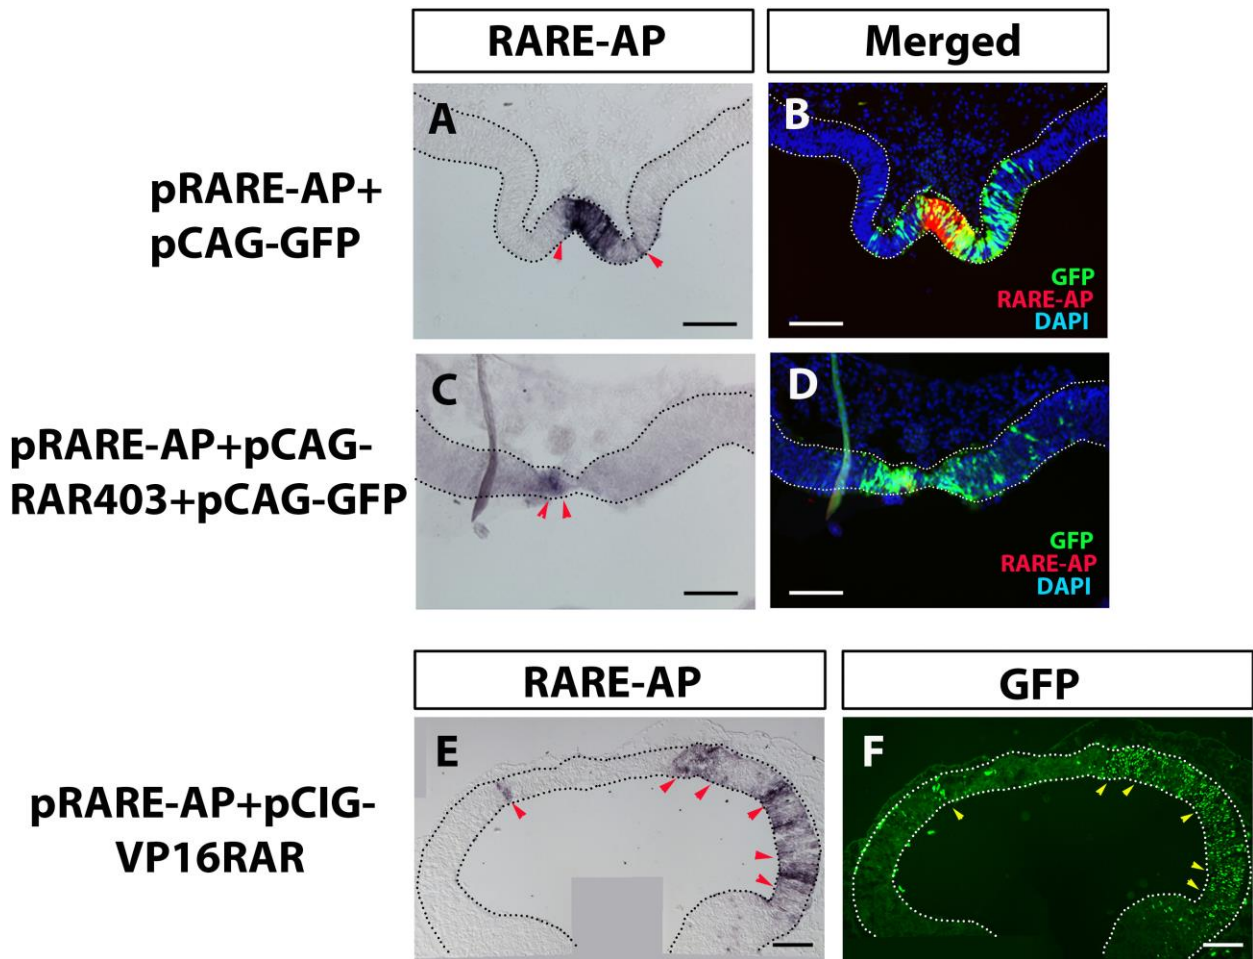 RARE-AP
Merged
pRARE-AP+
pCAG-GFP
A
B
GFP
RARE-AP
DAPI
pRARE-AP+pCAG-
RAR403+pCAG-GFP
C
D
GFP
RARE-AP
DAPI
RARE-AP
GFP
pRARE-AP+pCIG-
VP16RAR
E
F